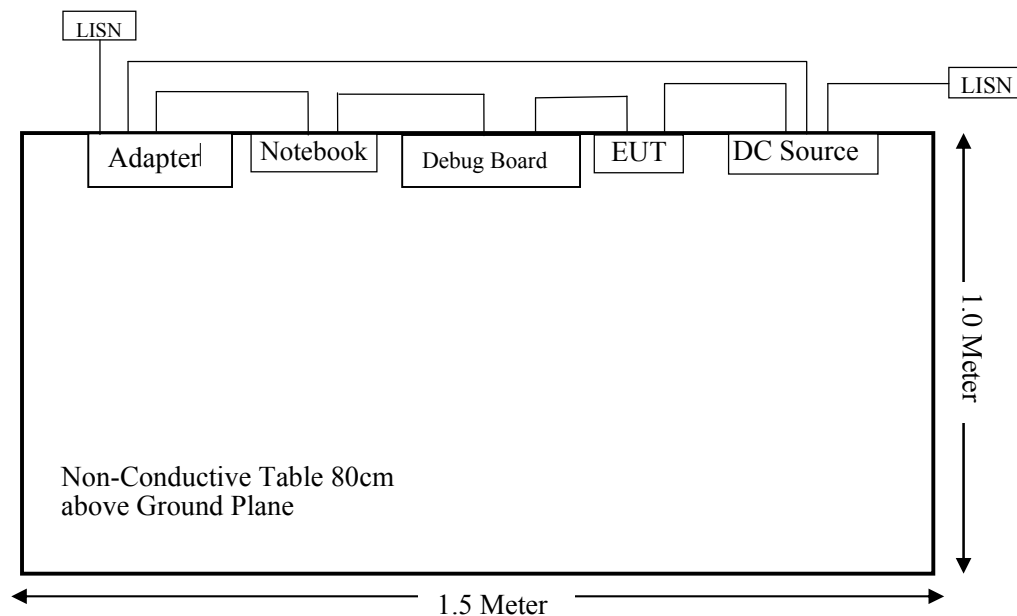 LISN
LISN
Adapter
Notebook
Debug Board
EUT
DC Source
1.0 Meter
Non-Conductive Table 80cm
above Ground Plane
1.5 Meter